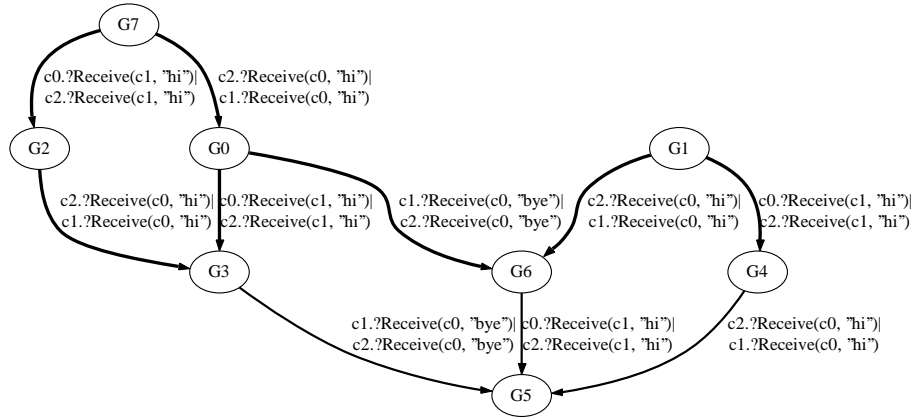 G7
c0.?Receive(c1, ”hi”)|
c2.?Receive(c1, ”hi”)
c2.?Receive(c0, ”hi”)|
c1.?Receive(c0, ”hi”)
G2
G0
G1
c2.?Receive(c0, ”hi”)|
c1.?Receive(c0, ”hi”)
c0.?Receive(c1, ”hi”)|
c2.?Receive(c1, ”hi”)
c1.?Receive(c0, ”bye”)|
c2.?Receive(c0, ”bye”)
c2.?Receive(c0, ”hi”)|
c1.?Receive(c0, ”hi”)
c0.?Receive(c1, ”hi”)|
c2.?Receive(c1, ”hi”)
G3
G6
G4
c1.?Receive(c0, ”bye”)|
c2.?Receive(c0, ”bye”)
c0.?Receive(c1, ”hi”)|
c2.?Receive(c1, ”hi”)
c2.?Receive(c0, ”hi”)|
c1.?Receive(c0, ”hi”)
G5